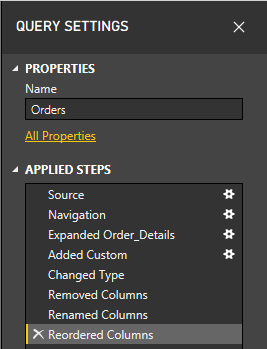 QUERY SETTINGS
PROPERTIES
Name
Orders
All Properties
APPLIED STEPS
Source
Navigation
Expanded Order_Details
Added Custom
Changed Type
Removed Columns
Renamed Columns
Reordered Columns